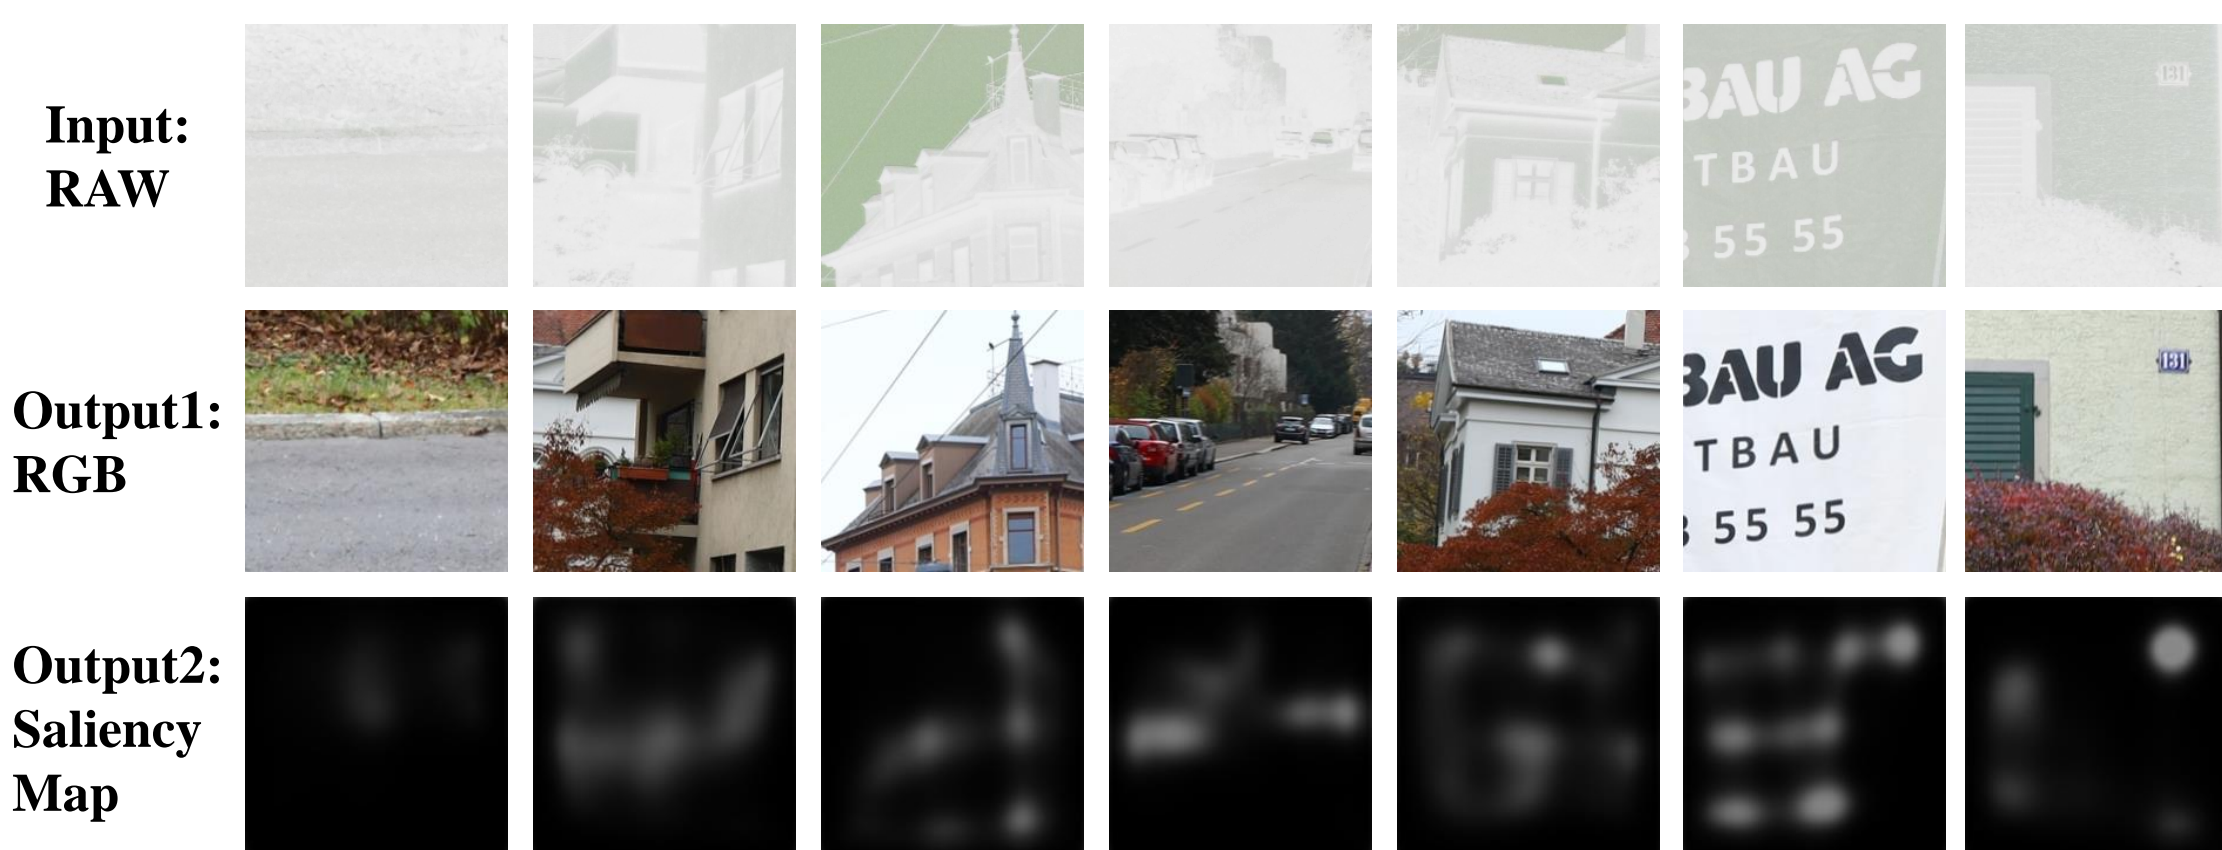 Input:
RAW
BAU AG
TBAU
55 55
131
Output1:
RGB
BAU AG
TBAU
55 55
131
Output2:
Saliency
Map